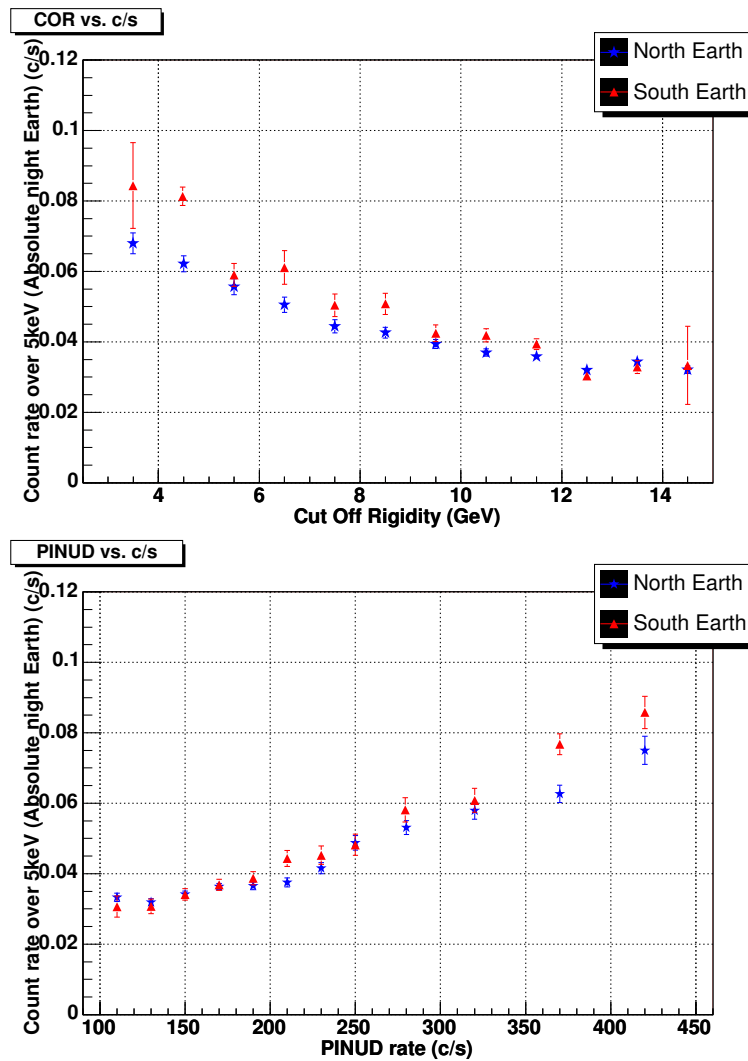 COR vs. c/s
Count rate over 5keV (Absolute night Earth) (c/s)
0.12
0.1
0.08
0.06
0.04
0.02
0
4 6 8 10 12 14
Cut Off Rigidity (GeV)
North Earth
South Earth
PINUD vs. c/s
Count rate over 5keV (Absolute night Earth) (c/s)
0.12
0.1
0.08
0.06
0.04
0.02
0
100 150 200 250 300 350 400 450
PINUD rate (c/s)
North Earth
South Earth